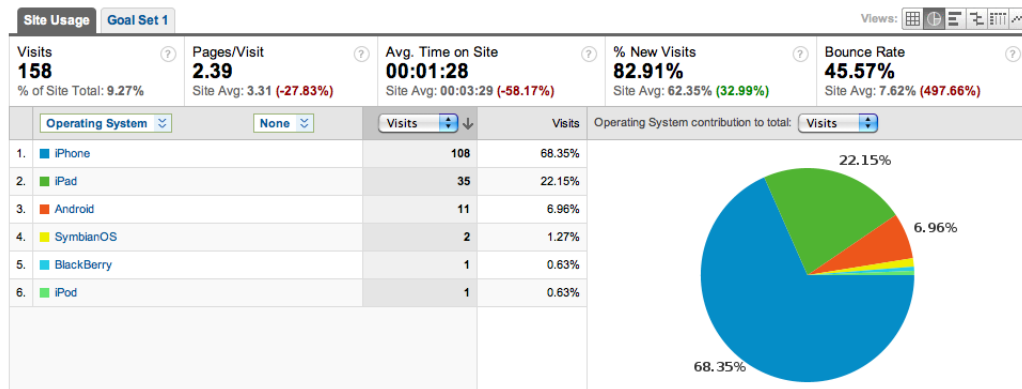 Site Usage Goal Set 1 Views:
Visits Pages/Visit Avg. Time on Site % New Visits Bounce Rate
158 2.39 00:01:28 82.91% 45.57%
% of Site Total: 9.27% Site Avg: 3.31 (-27.83%) Site Avg: 00:03:29 (-58.17%) Site Avg: 62.35% (32.99%) Site Avg: 7.62% (497.66%)
Operating System None Visits Visits Operating System contribution to total: Visits
1. iPhone 108 68.35%
2. iPad 35 22.15%
3. Android 11 6.96%
4. SymbianOS 2 1.27%
5. BlackBerry 1 0.63%
6. iPod 1 0.63%
22.15%
6.96%
68.35%